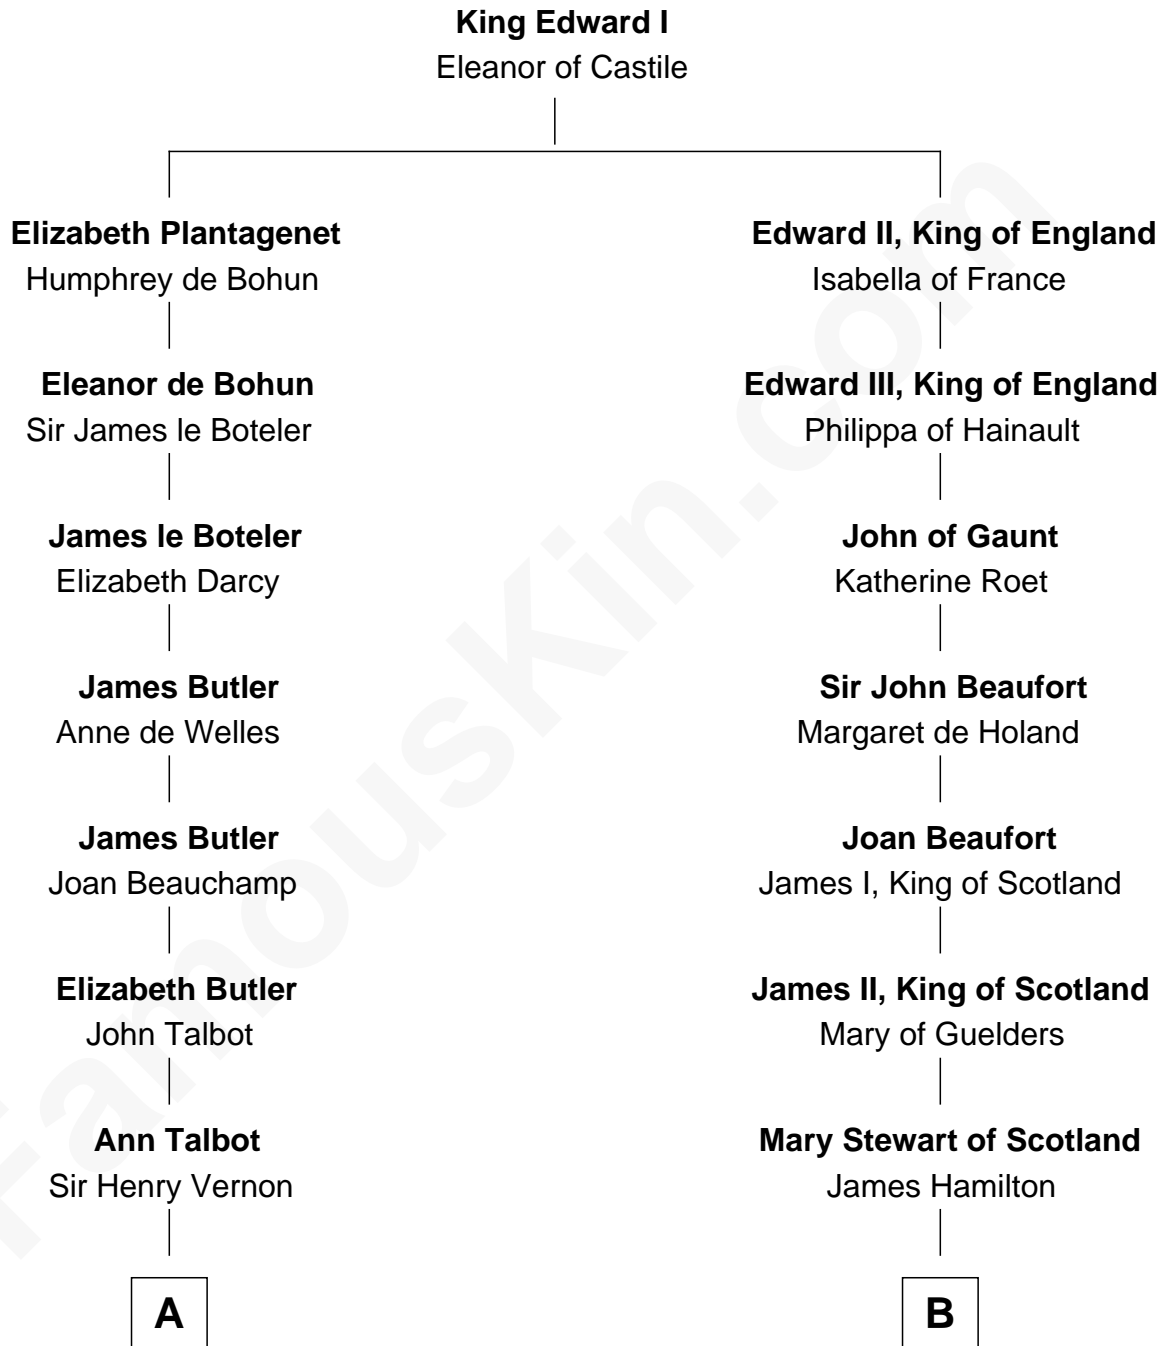 King Edward I
Eleanor of Castile
Elizabeth Plantagenet
Humphrey de Bohun
Edward II, King of England
Isabella of France
Eleanor de Bohun
Sir James le Boteler
Edward III, King of England
Philippa of Hainault
James le Boteler
Elizabeth Darcy
John of Gaunt
Katherine Roet
James Butler
Anne de Welles
Sir John Beaufort
Margaret de Holand
James Butler
Joan Beauchamp
Joan Beaufort
James I, King of Scotland
Elizabeth Butler
John Talbot
James II, King of Scotland
Mary of Guelders
Ann Talbot
Sir Henry Vernon
Mary Stewart of Scotland
James Hamilton
A
B
FamousKin.com